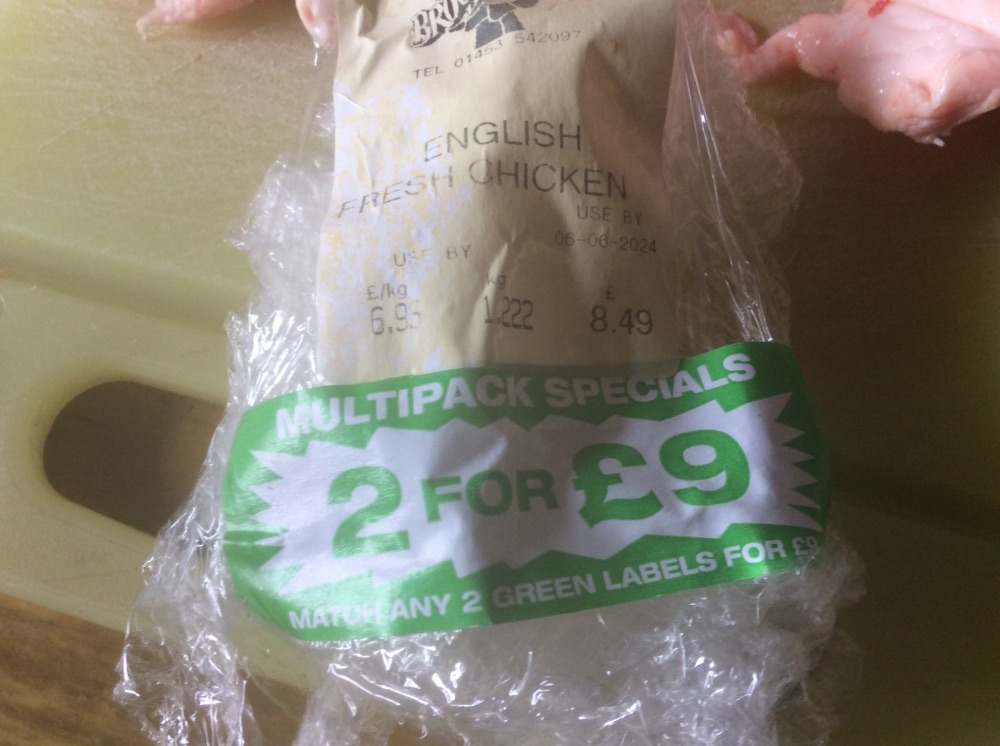 TEL 01453 542097
ENGLISH
FRESH CHICKEN
USE BY
06-06-2024
USE BY
£/kg kg £
6.95 1.222 8.49
MULTIPACK SPECIALS
2 FOR £9
MATCH ANY 2 GREEN LABELS FOR £9